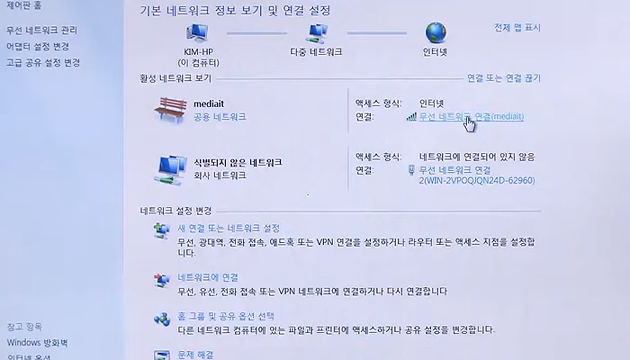 제어판 홈
무선 네트워크 관리
어댑터 설정 변경
고급 공유 설정 변경
기본 네트워크 정보 보기 및 연결 설정
전체 맵 표시
KIM-HP
(이 컴퓨터)
다중 네트워크
인터넷
활성 네트워크 보기
연결 또는 연결 끊기
mediait
공용 네트워크
액세스 형식: 인터넷
연결: 무선 네트워크 연결(mediait)
식별되지 않은 네트워크
회사 네트워크
액세스 형식: 네트워크에 연결되어 있지 않음
연결: 무선 네트워크 연결
2(WIN-2VPOQJQN24D-62960)
네트워크 설정 변경
새 연결 또는 네트워크 설정
무선, 광대역, 전화 접속, 애드혹 또는 VPN 연결을 설정하거나 라우터 또는 액세스 지점을 설정합
니다.
네트워크에 연결
무선, 유선, 전화 접속 또는 VPN 네트워크에 연결하거나 다시 연결합니다
홈 그룹 및 공유 옵션 선택
다른 네트워크 컴퓨터에 있는 파일과 프린터에 액세스하거나 공유 설정을 변경합니다.
문제 해결
참고 항목
Windows 방화벽
인터넷 옵션